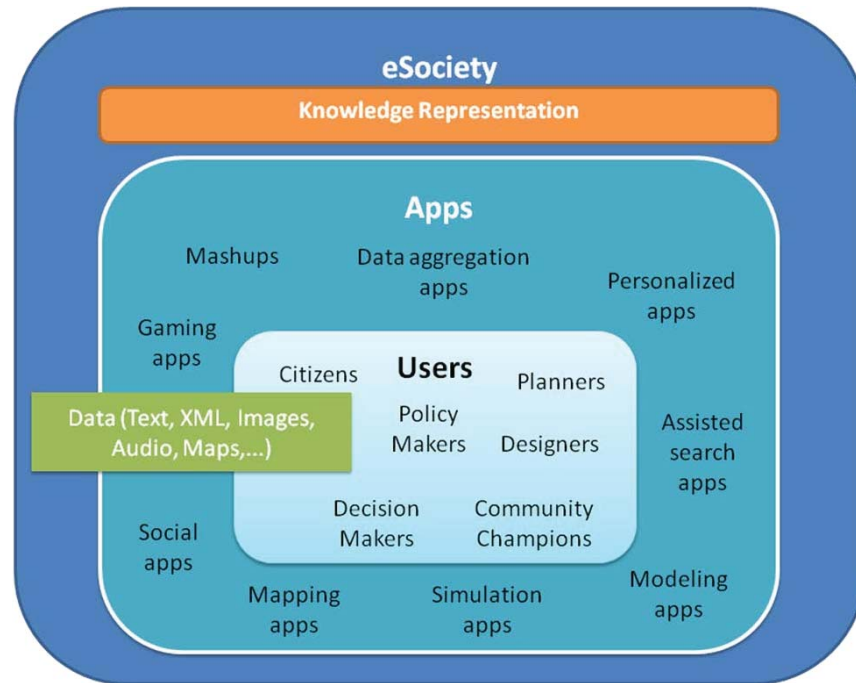 eSociety
Knowledge Representation
Apps
Mashups
Data aggregation
apps
Personalized
apps
Gaming
apps
Users
Citizens
Planners
Data (Text, XML, Images,
Audio, Maps,...)
Policy
Makers
Designers
Assisted
search
apps
Decision
Makers
Community
Champions
Social
apps
Mapping
apps
Simulation
apps
Modeling
apps